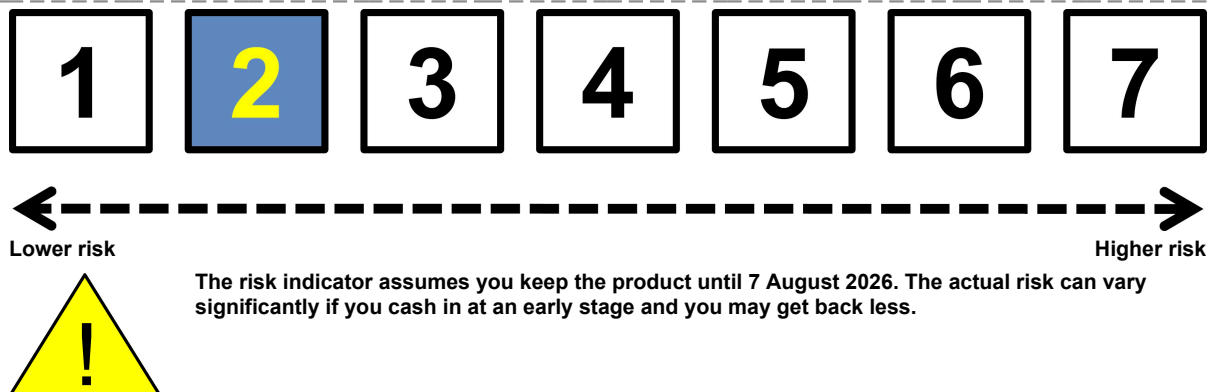 1 2 3 4 5 6 7
Lower risk Higher risk
The risk indicator assumes you keep the product until 7 August 2026. The actual risk can vary
significantly if you cash in at an early stage and you may get back less.
!